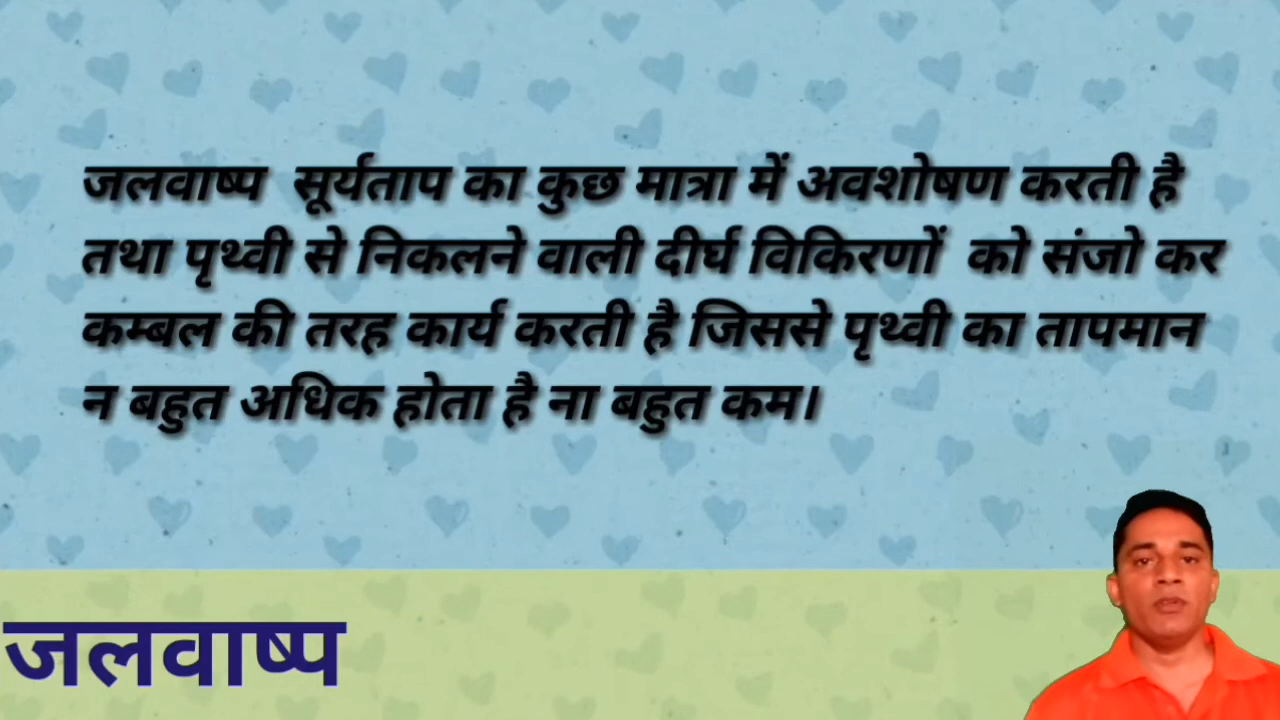 जलवाष्प सूर्यताप का कुछ मात्रा में अवशोषण करती है
तथा पृथ्वी से निकलने वाली दीर्घ विकिरणों को संजो कर
कम्बल की तरह कार्य करती है जिससे पृथ्वी का तापमान
न बहुत अधिक होता है ना बहुत कम।
जलवाष्प